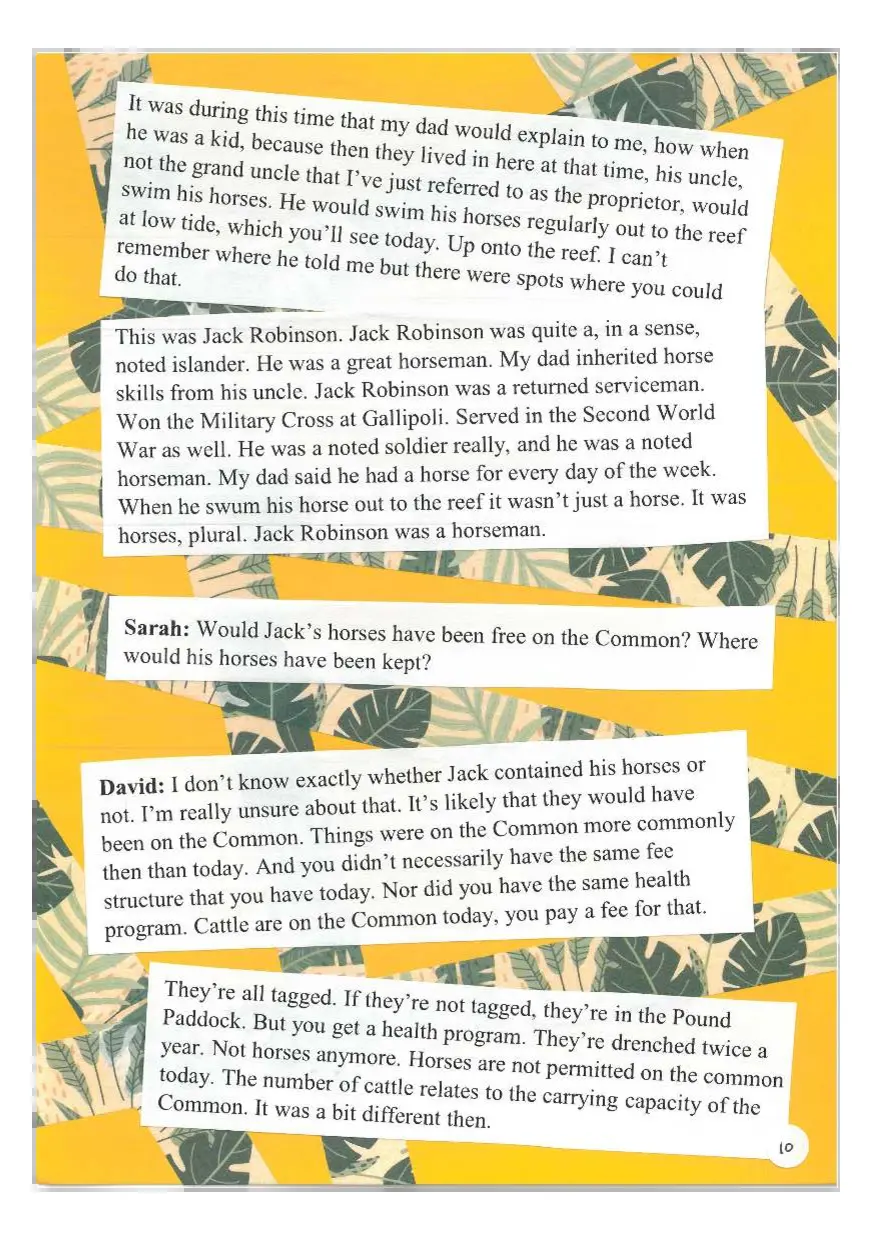 It was during this time that my dad would explain to me, how when
he was a kid, because then they lived in here at that time, his uncle,
not the grand uncle that I've just referred to as the proprietor, would
swim his horses. He would swim his horses regularly out to the reef
at low tide, which you'll see today. Up onto the reef. I can't
remember where he told me but there were spots where you could
do that.
This was Jack Robinson. Jack Robinson was quite a, in a sense,
noted islander. He was a great horseman. My dad inherited horse
skills from his uncle. Jack Robinson was a returned serviceman.
Won the Military Cross at Gallipoli. Served in the Second World
War as well. He was a noted soldier really, and he was a noted
horseman. My dad said he had a horse for every day of the week.
When he swum his horse out to the reef it wasn't just a horse. It was
horses, plural. Jack Robinson was a horseman.
Sarah: Would Jack's horses have been free on the Common? Where
would his horses have been kept?
David: I don't know exactly whether Jack contained his horses or
not. I'm really unsure about that. It's likely that they would have
been on the Common. Things were on the Common more commonly
then than today. And you didn't necessarily have the same fee
structure that you have today. Nor did you have the same health
program. Cattle are on the Common today, you pay a fee for that.
They're all tagged. If they're not tagged, they're in the Pound
Paddock. But you get a health program. They're drenched twice a
year. Not horses anymore. Horses are not permitted on the common
today. The number of cattle relates to the carrying capacity of the
Common. It was a bit different then.
10